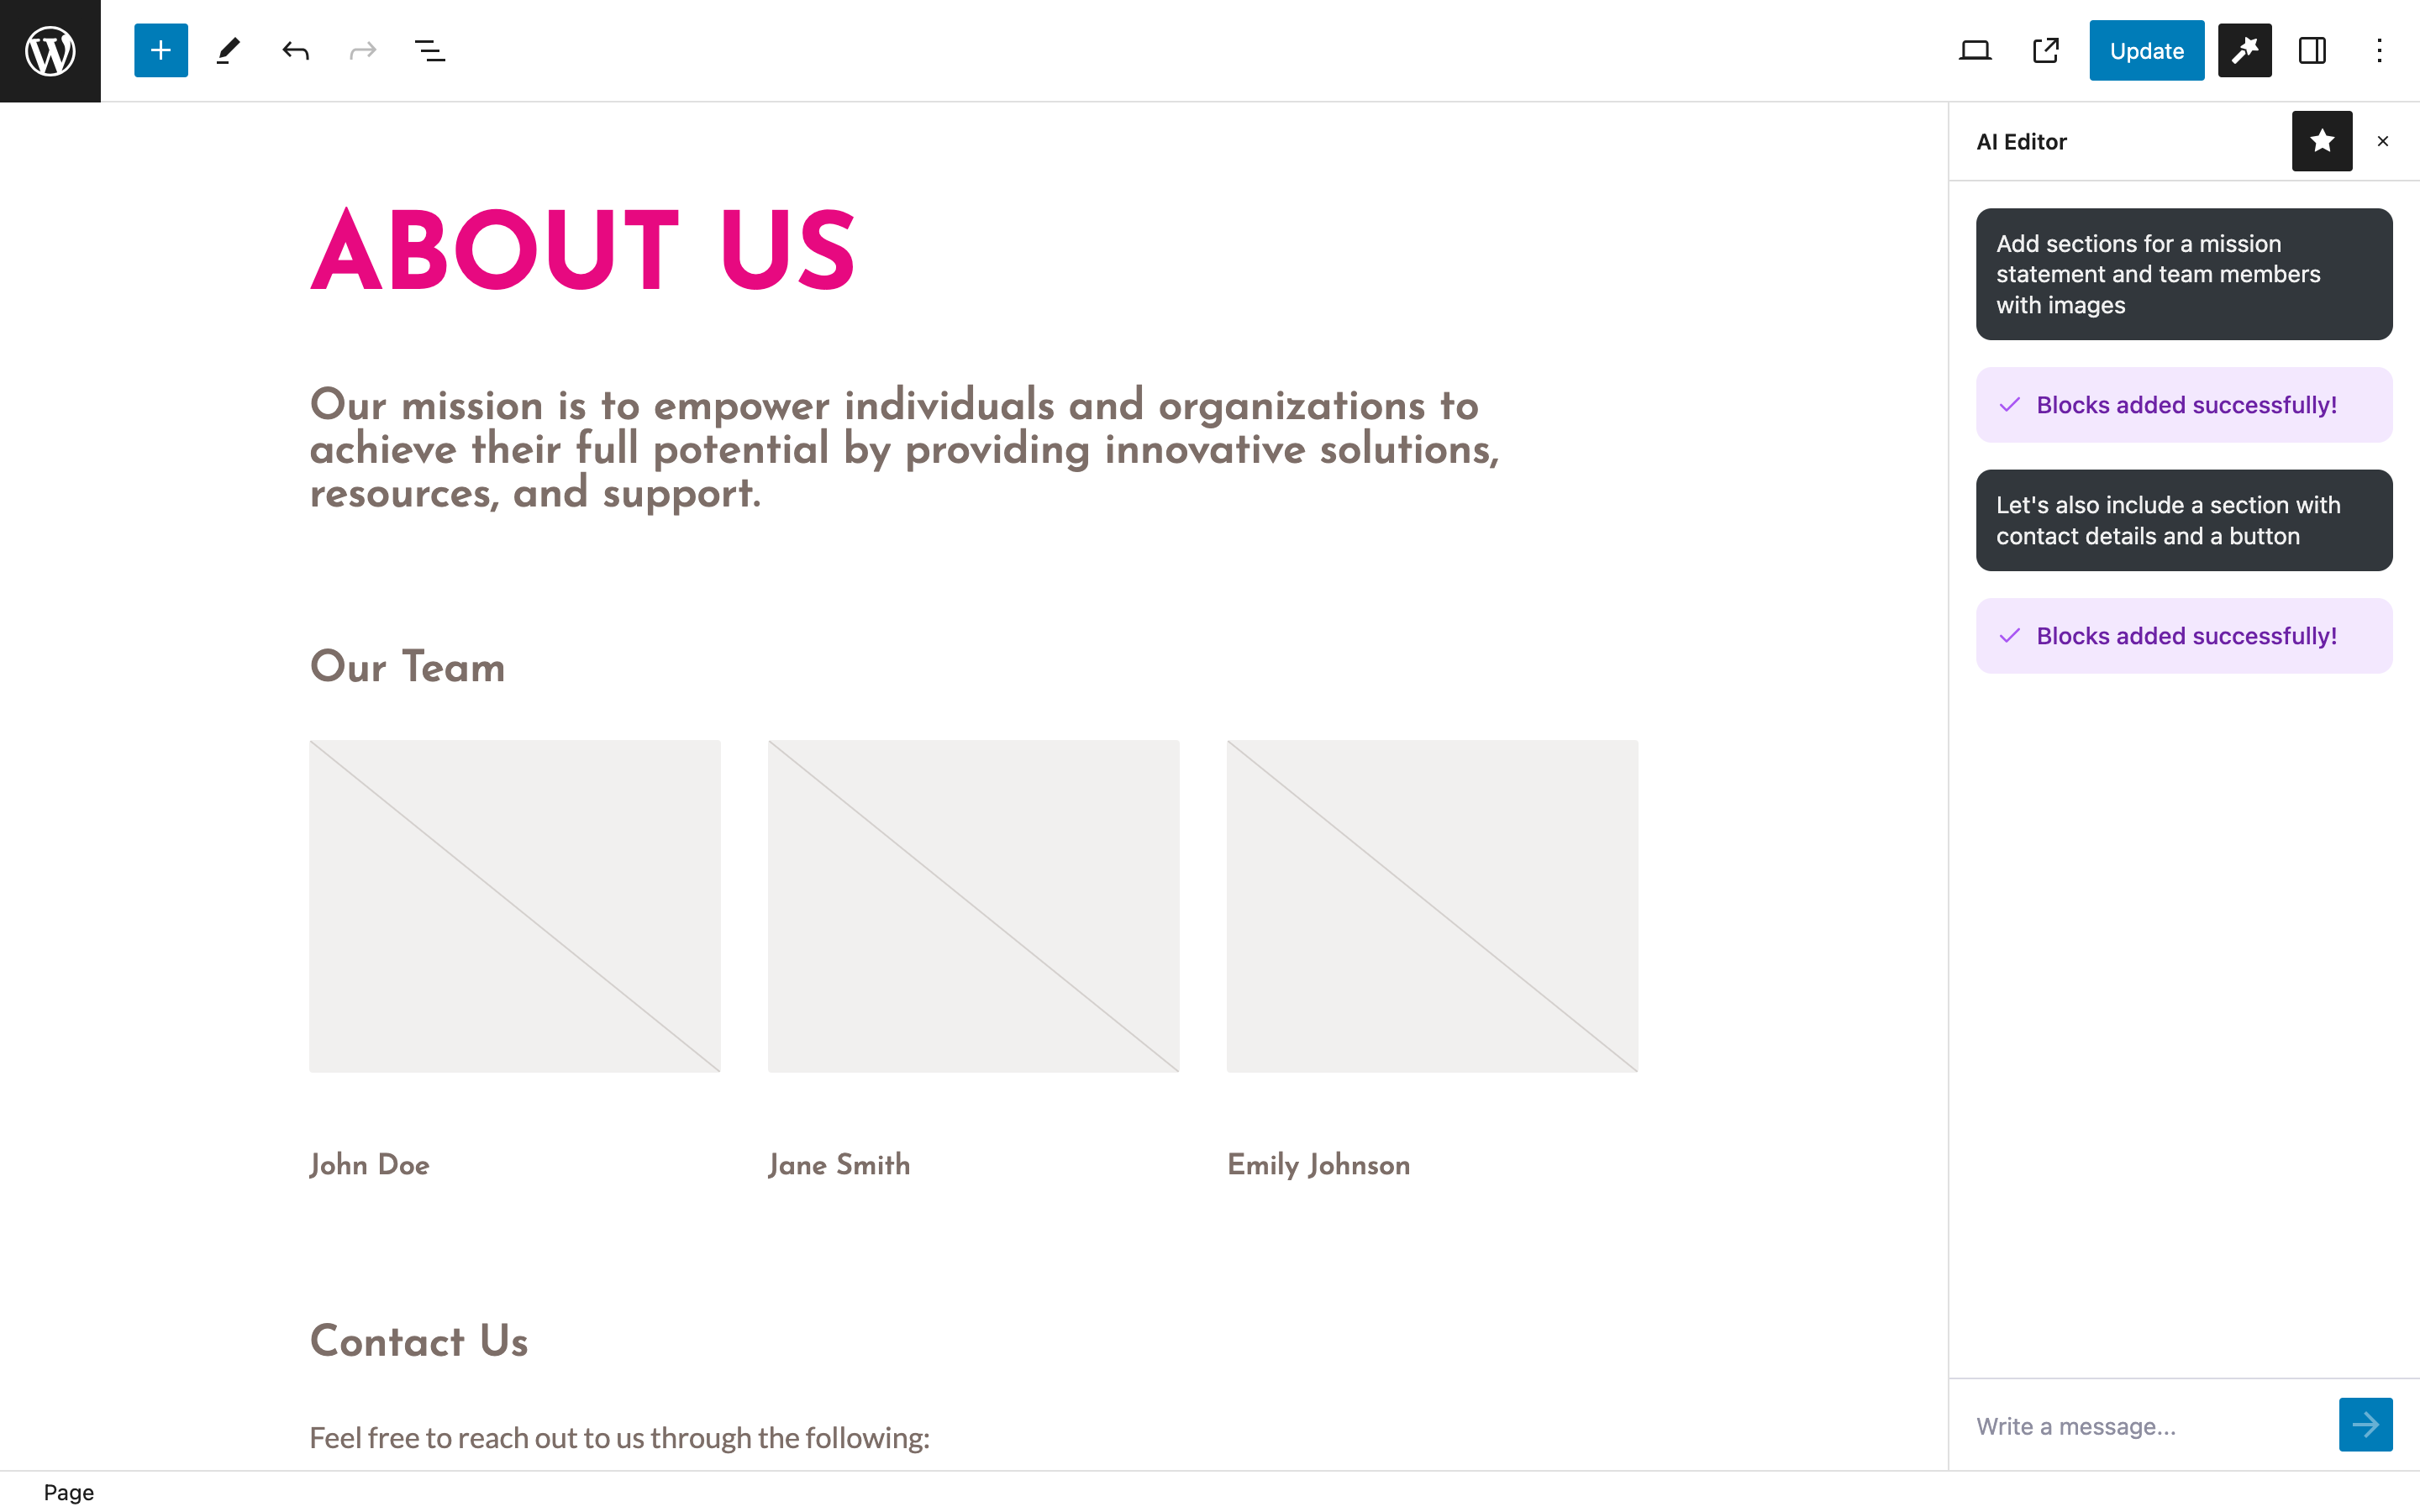 Update
AI Editor
ABOUT US
Our mission is to empower individuals and organizations to
achieve their full potential by providing innovative solutions,
resources, and support.
Our Team
John Doe
Jane Smith
Emily Johnson
Contact Us
Feel free to reach out to us through the following:
Add sections for a mission
statement and team members
with images
Blocks added successfully!
Let's also include a section with
contact details and a button
Blocks added successfully!
Write a message...
Page